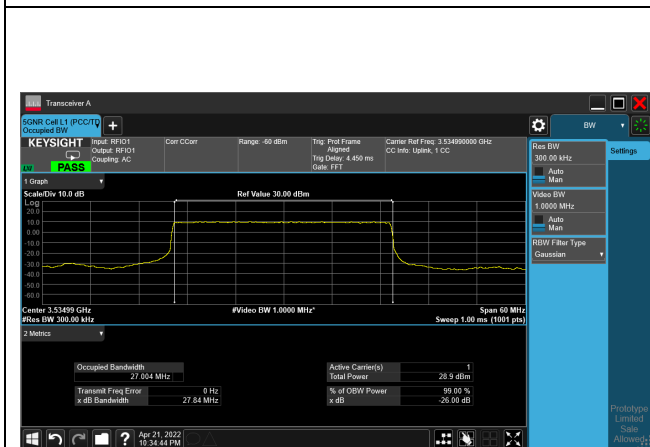 Transceiver A
5GNR Cell L1 (PCC/TD
Occupied BW
BW
KEYSIGHT
Input: RFIO1
Output: RFIO1
Coupling: AC
Corr CCorr
Range: -60 dBm
Trig: Prot Frame
Aligned
Trig Delay: 4.450 ms
Gate: FFT
Carrier Ref Freq: 3.534990000 GHz
CC Info: Uplink, 1 CC
PASS
Res BW
300.00 kHz
Auto
Man
Settings
Video BW
1.0000 MHz
Auto
Man
RBW Filter Type
Gaussian
1 Graph
Scale/Div 10.0 dB
Ref Value 30.00 dBm
Log
20.0
10.0
0.00
-10.0
-20.0
-30.0
-40.0
-50.0
-60.0
Center 3.53499 GHz
#Video BW 1.0000 MHz*
Span 60 MHz
#Res BW 300.00 kHz
Sweep 1.00 ms (1001 pts)
2 Metrics
Occupied Bandwidth
27.004 MHz
Active Carrier(s) 1
Total Power 28.9 dBm
Transmit Freq Error 0 Hz
x dB Bandwidth 27.84 MHz
% of OBW Power 99.00 %
x dB -26.00 dB
Prototype
Limited
Sale
Allowed
?
Apr 21, 2022
10:34:44 PM